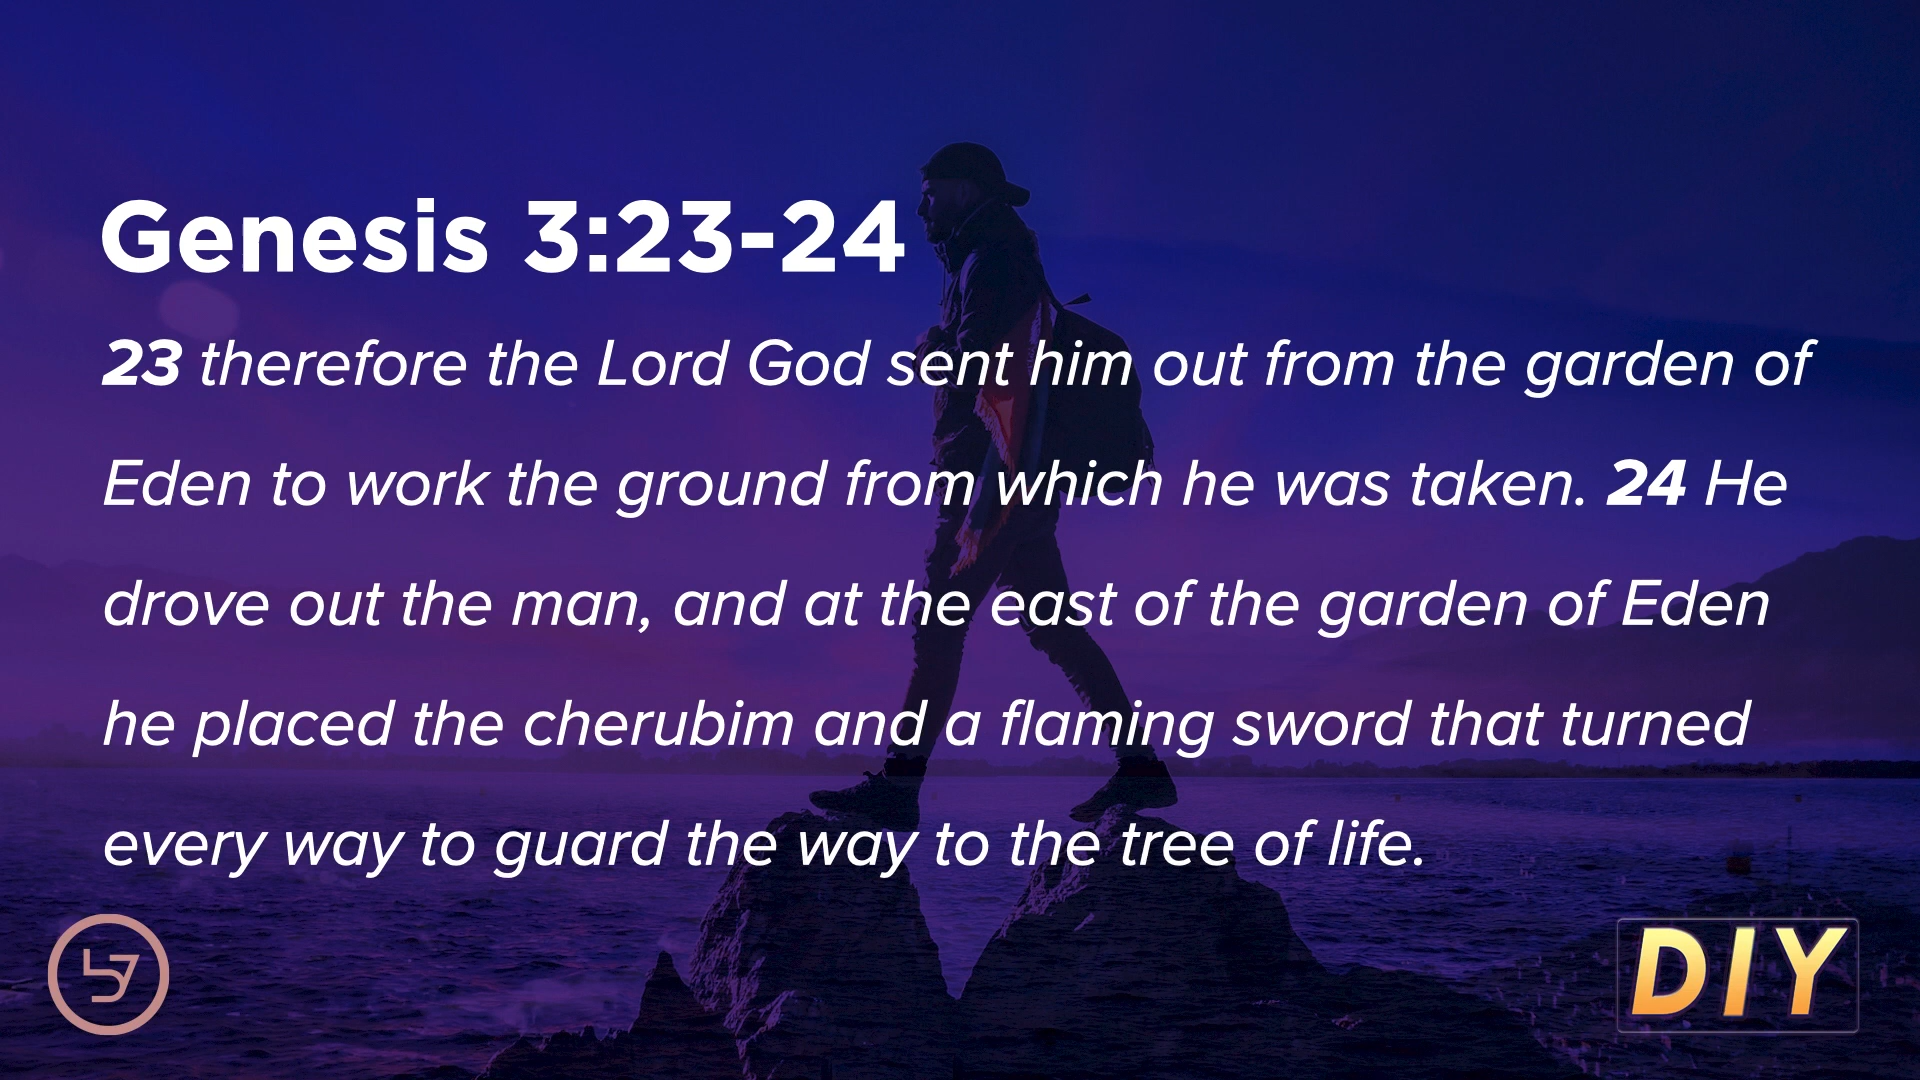 Genesis 3:23-24
23 therefore the Lord God sent him out from the garden of
Eden to work the ground from which he was taken. 24 He
drove out the man, and at the east of the garden of Eden
he placed the cherubim and a flaming sword that turned
every way to guard the way to the tree of life.
DIY